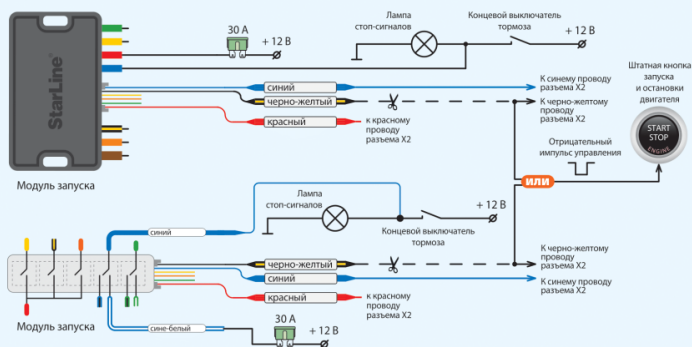 30 А
+ 12 В
Лампа
стоп-сигналов
Концевой выключатель
тормоза
+ 12 В
StarLine
синий
черно-желтый
красный
к красному
проводу
разъема X2
К синему проводу
разъема X2
К черно-желтому
проводу
разъема X2
Штатная кнопка
запуска
и остановки
двигателя
START
STOP
ENGINE
Отрицательный
импульс управления
ИЛИ
Модуль запуска
Лампа
стоп-сигналов
+ 12 В
Концевой выключатель
тормоза
синий
черно-желтый
синий
красный
к красному
проводу
разъема X2
К черно-желтому
проводу
разъема X2
К синему проводу
разъема X2
Модуль запуска
сине-белый
30 А
+ 12 В